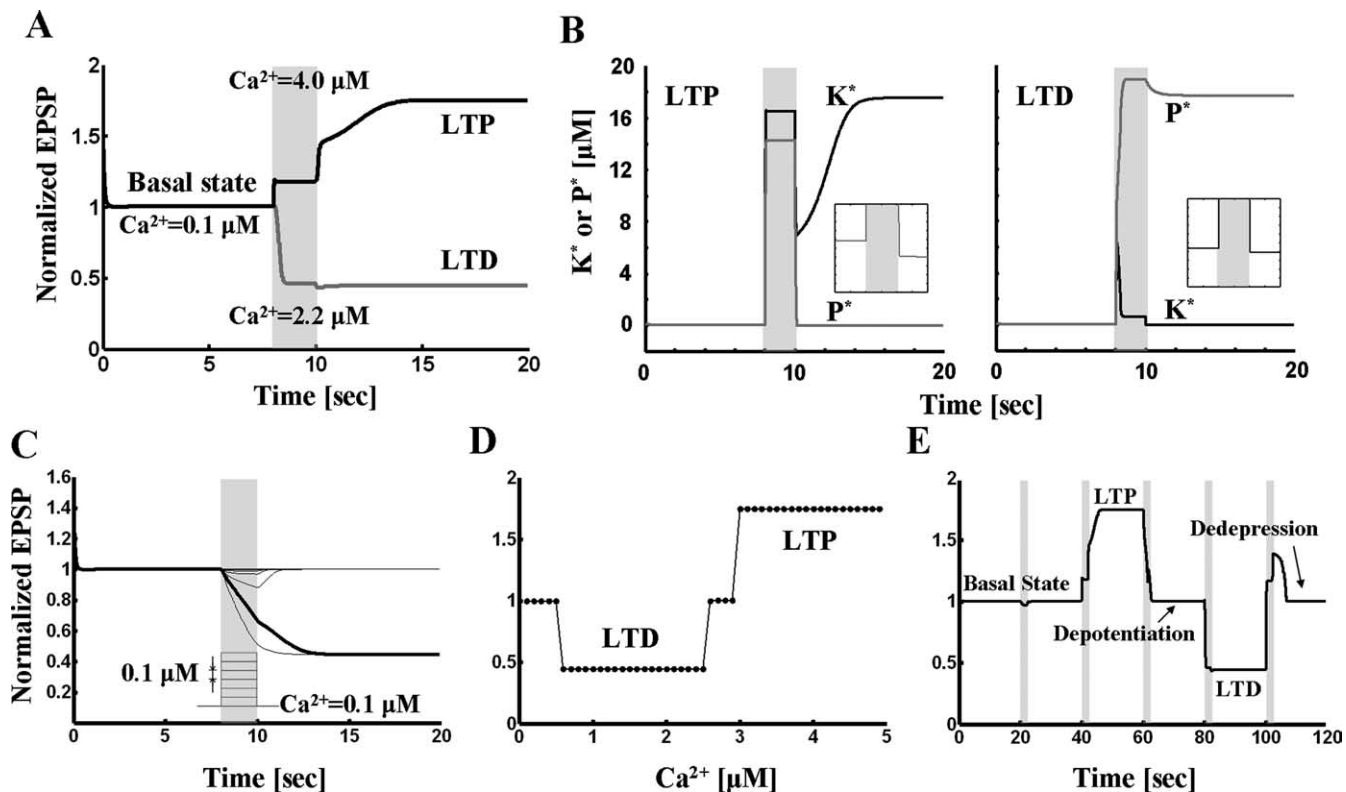 A
Normalized EPSP
2
1.5
1
0.5
0
Ca²⁺=4.0 μM
LTP
Basal state
Ca²⁺=0.1 μM
LTD
Ca²⁺=2.2 μM
0 5 10 15 20
Time [sec]
B
K* or P* [μM]
20
16
12
8
4
0
LTP
K*
P*
0 10 20
LTD
P*
K*
0 10 20
Time [sec]
C
Normalized EPSP
1.6
1.4
1.2
1
0.8
0.6
0.4
0.2
0.1 μM
Ca²⁺=0.1 μM
0 5 10 15 20
Time [sec]
D
2
1.5
1
0.5
0
LTP
LTD
0 1 2 3 4 5
Ca²⁺ [μM]
E
2
1.5
1
0.5
0
LTP
Dedepression
Basal State
Depotentiation
LTD
0 20 40 60 80 100 120
Time [sec]